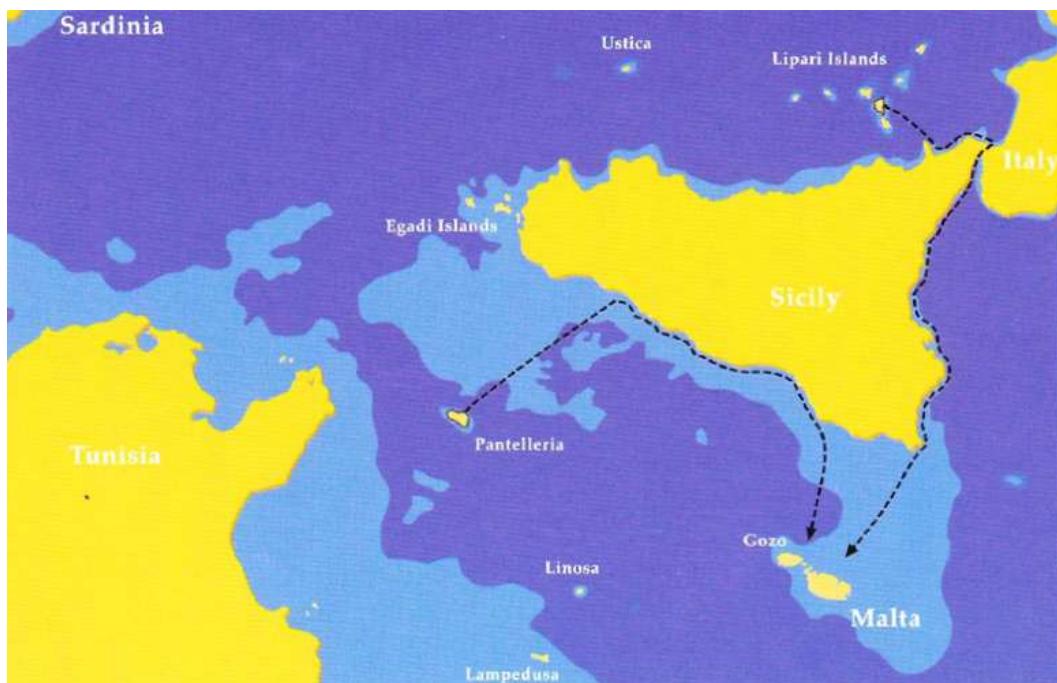 Sardinia
Ustica
Lipari Islands
Italy
Egadi Islands
Sicily
Pantelleria
Tunisia
Gozo
Linosa
Malta
Lampedusa